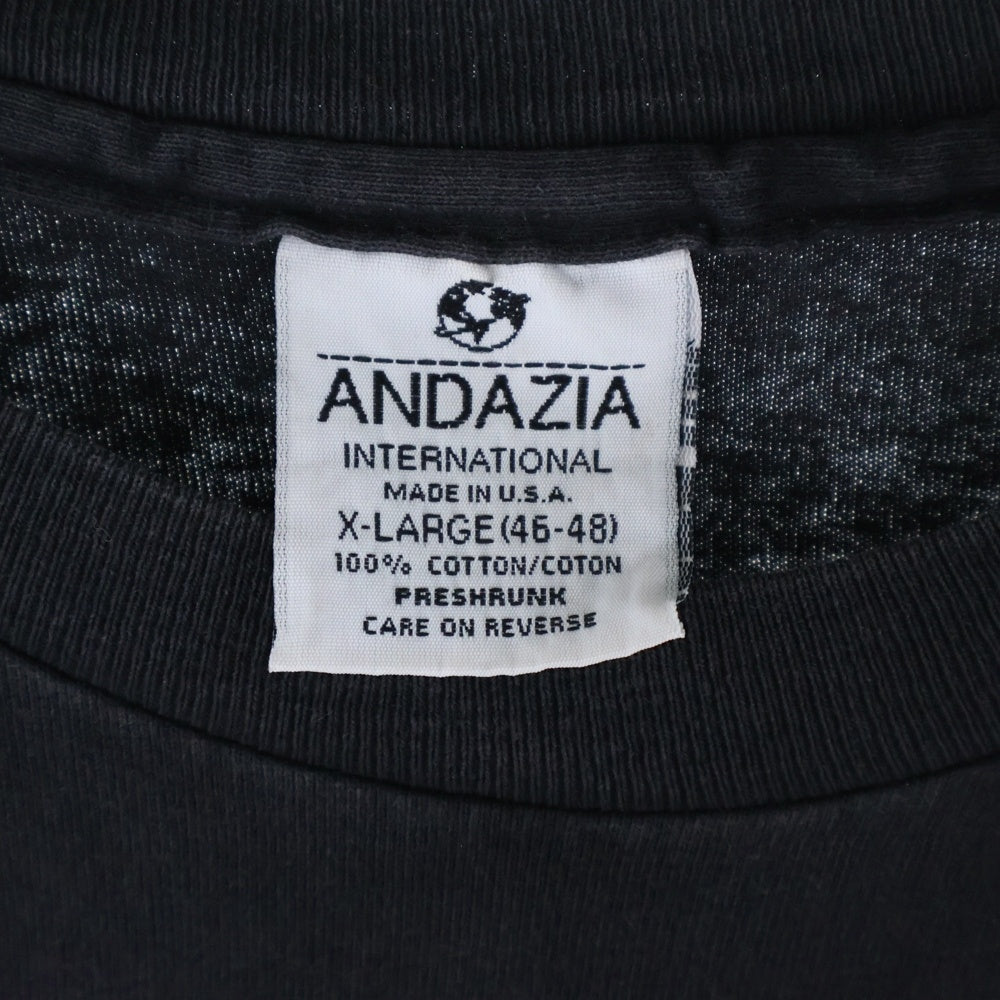 ANDAZIA
INTERNATIONAL
MADE IN U.S.A.
X-LARGE (46-48)
100% COTTON/COTON
PRESHRUNK
CARE ON REVERSE